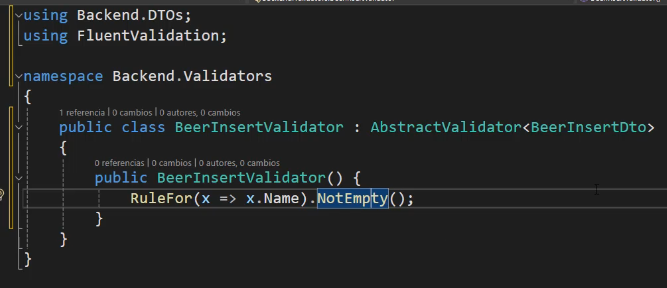 using Backend.DTOs;
using FluentValidation;
namespace Backend.Validators
{
1 referencia | 0 cambios | 0 autores, 0 cambios
public class BeerInsertValidator : AbstractValidator<BeerInsertDto>
{
0 referencias | 0 cambios | 0 autores, 0 cambios
public BeerInsertValidator() {
RuleFor(x => x.Name).NotEmpty();
}
}
}